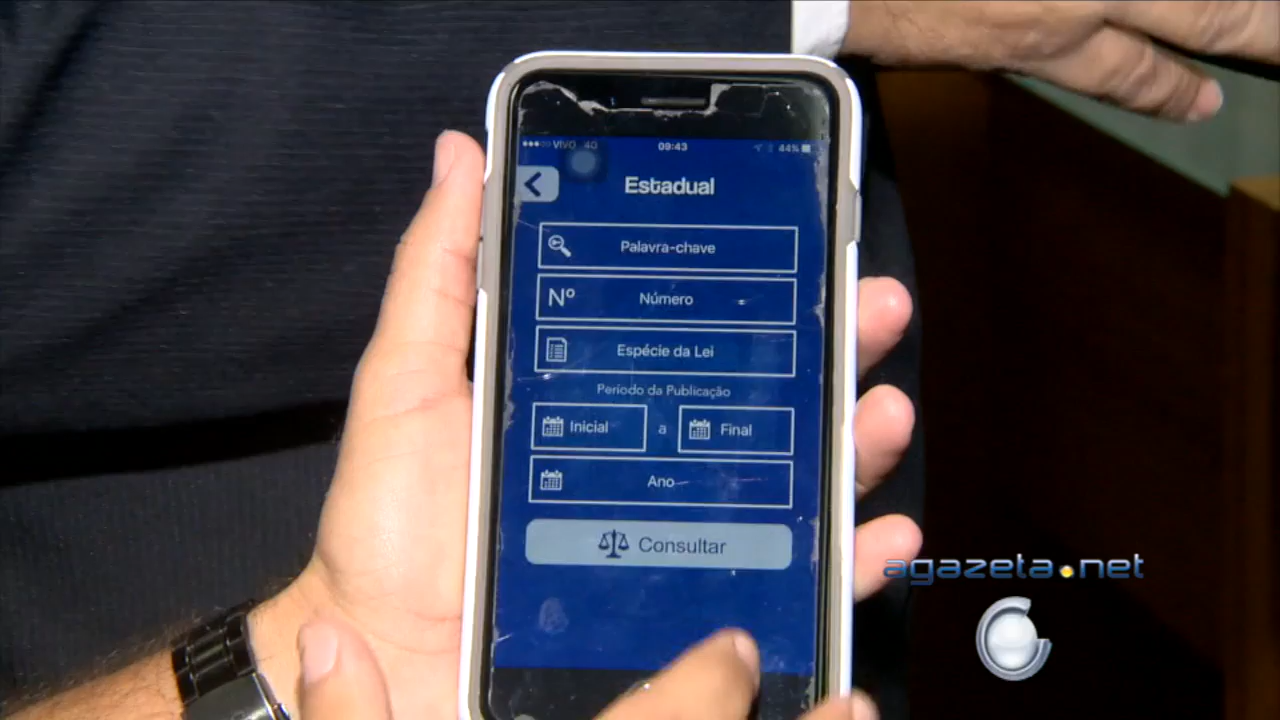 VIVO 4G 09:43 44%
Estadual
Palavra-chave
Nº Número
Espécie da Lei
Período da Publicação
Inicial a Final
Ano
Consultar
agazeta.net